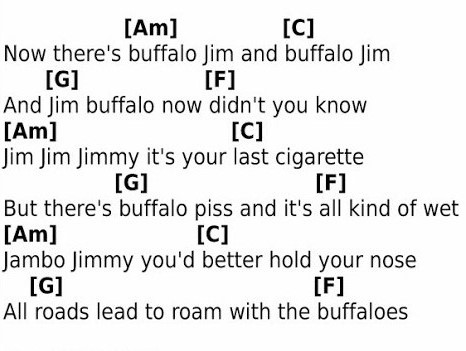 [Am] [C]
Now there's buffalo Jim and buffalo Jim
[G] [F]
And Jim buffalo now didn't you know
[Am] [C]
Jim Jim Jimmy it's your last cigarette
[G] [F]
But there's buffalo piss and it's all kind of wet
[Am] [C]
Jambo Jimmy you'd better hold your nose
[G] [F]
All roads lead to roam with the buffaloes